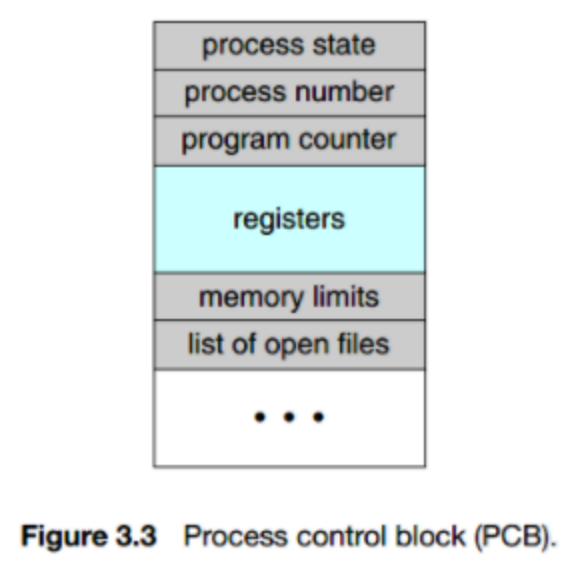 process state
process number
program counter
registers
memory limits
list of open files
• • •
Figure 3.3 Process control block (PCB).